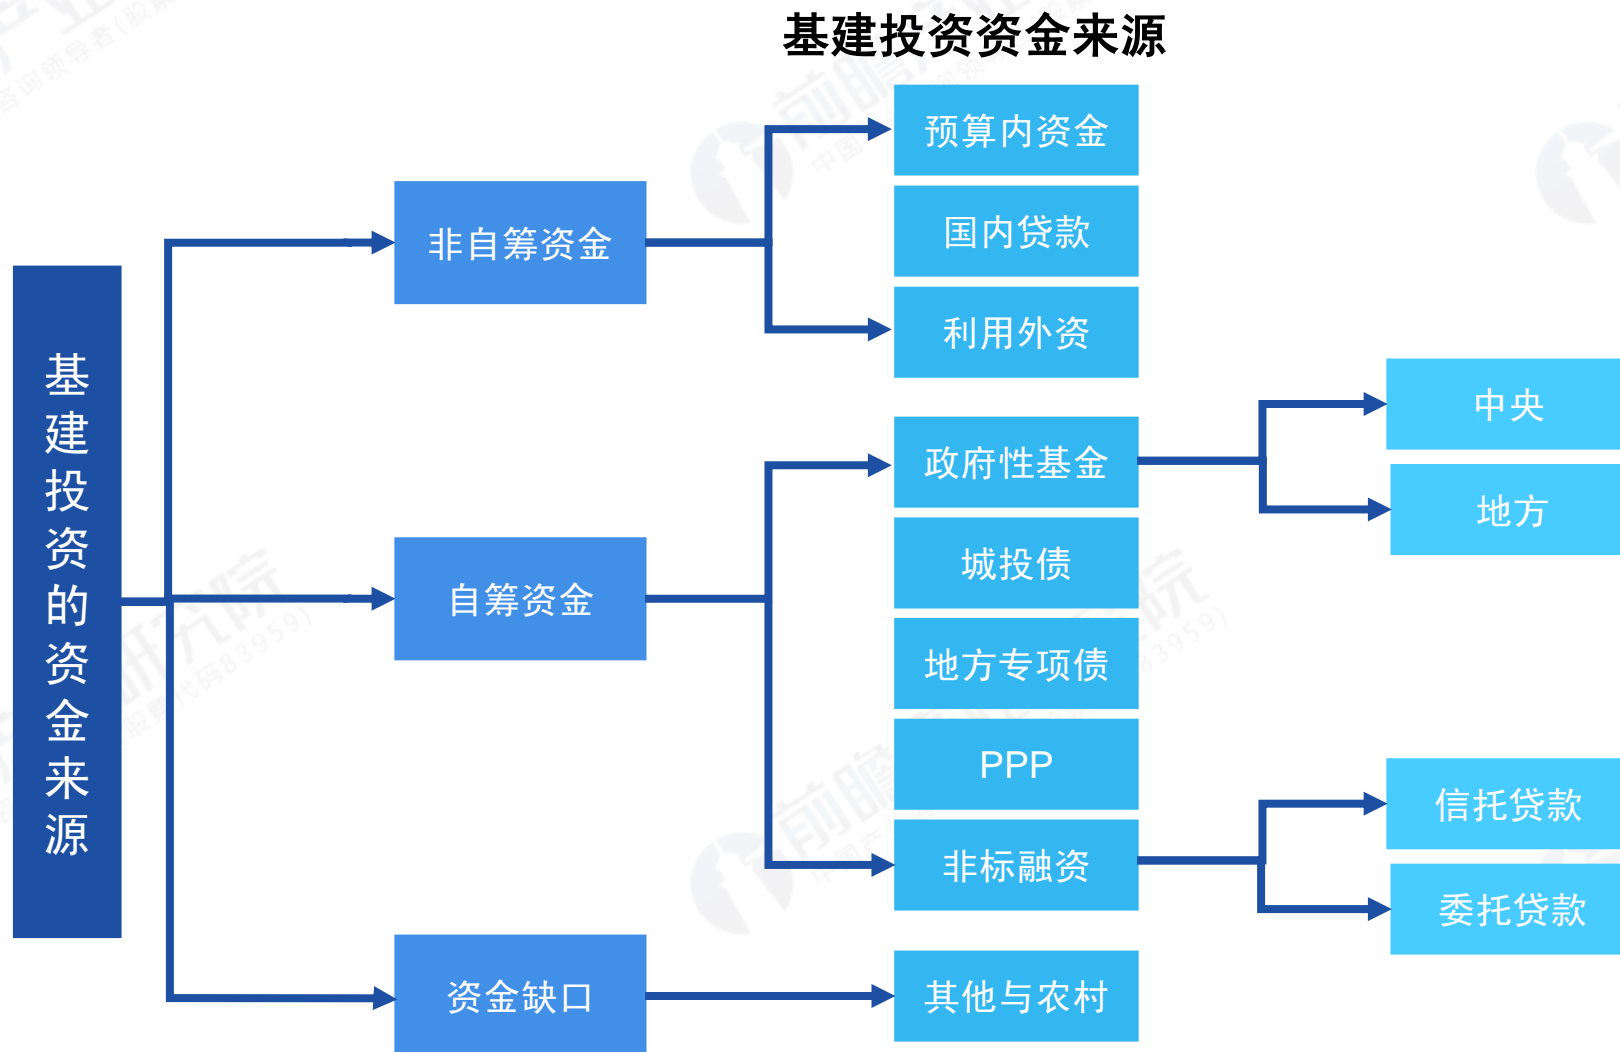 基建投资资金来源
基建投资的资金来源
非自筹资金
预算内资金
国内贷款
利用外资
自筹资金
政府性基金
中央
地方
城投债
地方专项债
PPP
非标融资
信托贷款
委托贷款
资金缺口
其他与农村